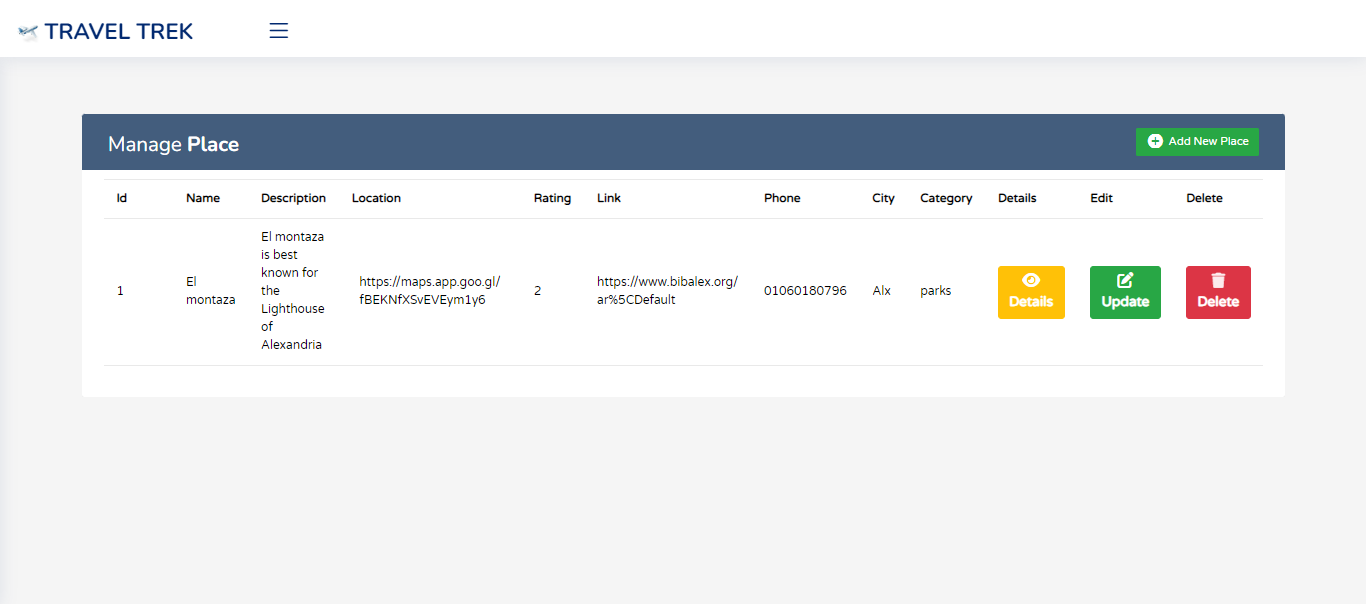 TRAVEL TREK
Manage Place
Add New Place
Id Name Description Location Rating Link Phone City Category Details Edit Delete
1
El
montaza
El montaza
is best
known for
the
Lighthouse
of
Alexandria
https://maps.app.goo.gl/
fBEKNfXSvEVEym1y6
2
https://www.bibalex.org/
ar%5CDefault
01060180796
Alx
parks
Details
Update
Delete